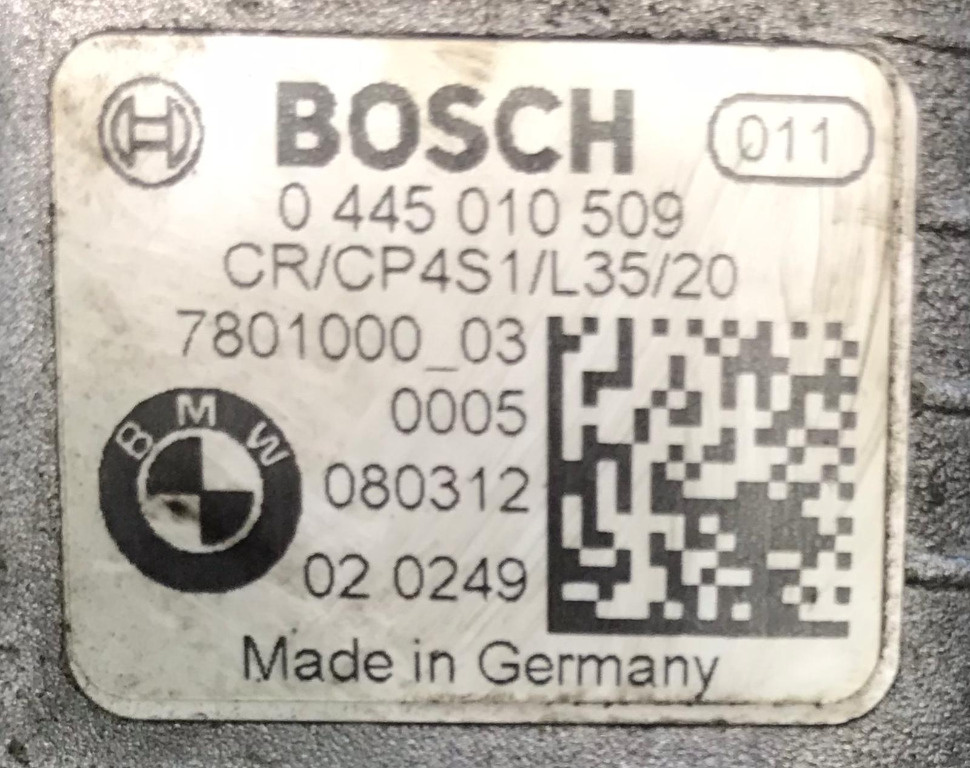 BOSCH 011
0 445 010 509
CR/CP4S1/L35/20
7801000_03
0005
BMW
080312
02 0249
Made in Germany